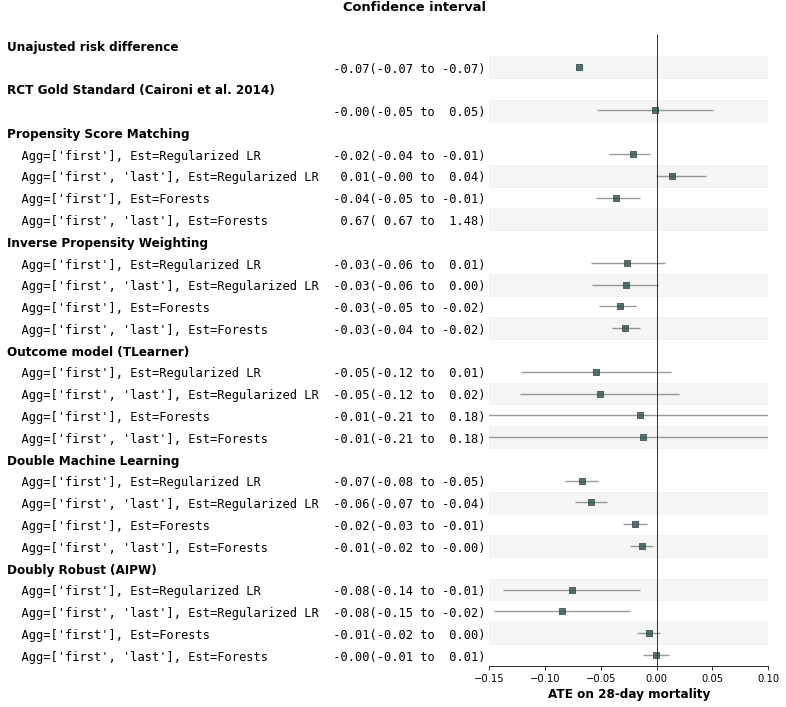 Confidence interval
Unajusted risk difference
-0.07(-0.07 to -0.07)
RCT Gold Standard (Caironi et al. 2014)
-0.00(-0.05 to 0.05)
Propensity Score Matching
Agg=['first'], Est=Regularized LR -0.02(-0.04 to -0.01)
Agg=['first', 'last'], Est=Regularized LR 0.01(-0.00 to 0.04)
Agg=['first'], Est=Forests -0.04(-0.05 to -0.01)
Agg=['first', 'last'], Est=Forests 0.67( 0.67 to 1.48)
Inverse Propensity Weighting
Agg=['first'], Est=Regularized LR -0.03(-0.06 to 0.01)
Agg=['first', 'last'], Est=Regularized LR -0.03(-0.06 to 0.00)
Agg=['first'], Est=Forests -0.03(-0.05 to -0.02)
Agg=['first', 'last'], Est=Forests -0.03(-0.04 to -0.02)
Outcome model (TLearner)
Agg=['first'], Est=Regularized LR -0.05(-0.12 to 0.01)
Agg=['first', 'last'], Est=Regularized LR -0.05(-0.12 to 0.02)
Agg=['first'], Est=Forests -0.01(-0.21 to 0.18)
Agg=['first', 'last'], Est=Forests -0.01(-0.21 to 0.18)
Double Machine Learning
Agg=['first'], Est=Regularized LR -0.07(-0.08 to -0.05)
Agg=['first', 'last'], Est=Regularized LR -0.06(-0.07 to -0.04)
Agg=['first'], Est=Forests -0.02(-0.03 to -0.01)
Agg=['first', 'last'], Est=Forests -0.01(-0.02 to -0.00)
Doubly Robust (AIPW)
Agg=['first'], Est=Regularized LR -0.08(-0.14 to -0.01)
Agg=['first', 'last'], Est=Regularized LR -0.08(-0.15 to -0.02)
Agg=['first'], Est=Forests -0.01(-0.02 to 0.00)
Agg=['first', 'last'], Est=Forests -0.00(-0.01 to 0.01)
−0.15 −0.10 −0.05 0.00 0.05 0.10
ATE on 28-day mortality